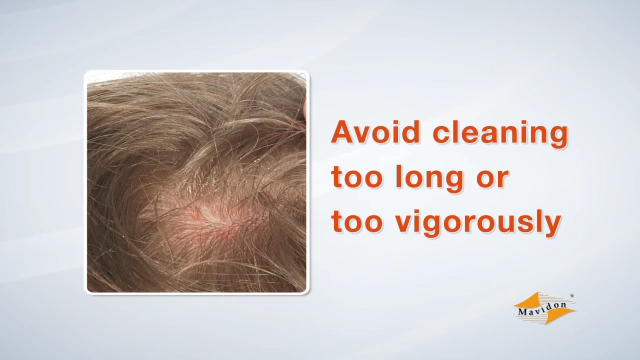 Avoid cleaning
too long or
too vigorously
Mavidon®